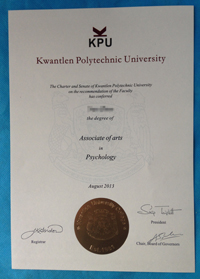 KPU
Kwantlen Polytechnic University
The Charter and Senate of Kwantlen Polytechnic University
on the recommendation of the Faculty
has conferred
the degree of
Associate of arts
in
Psychology
August 2013
Registrar
President
Chair, Board of Governors